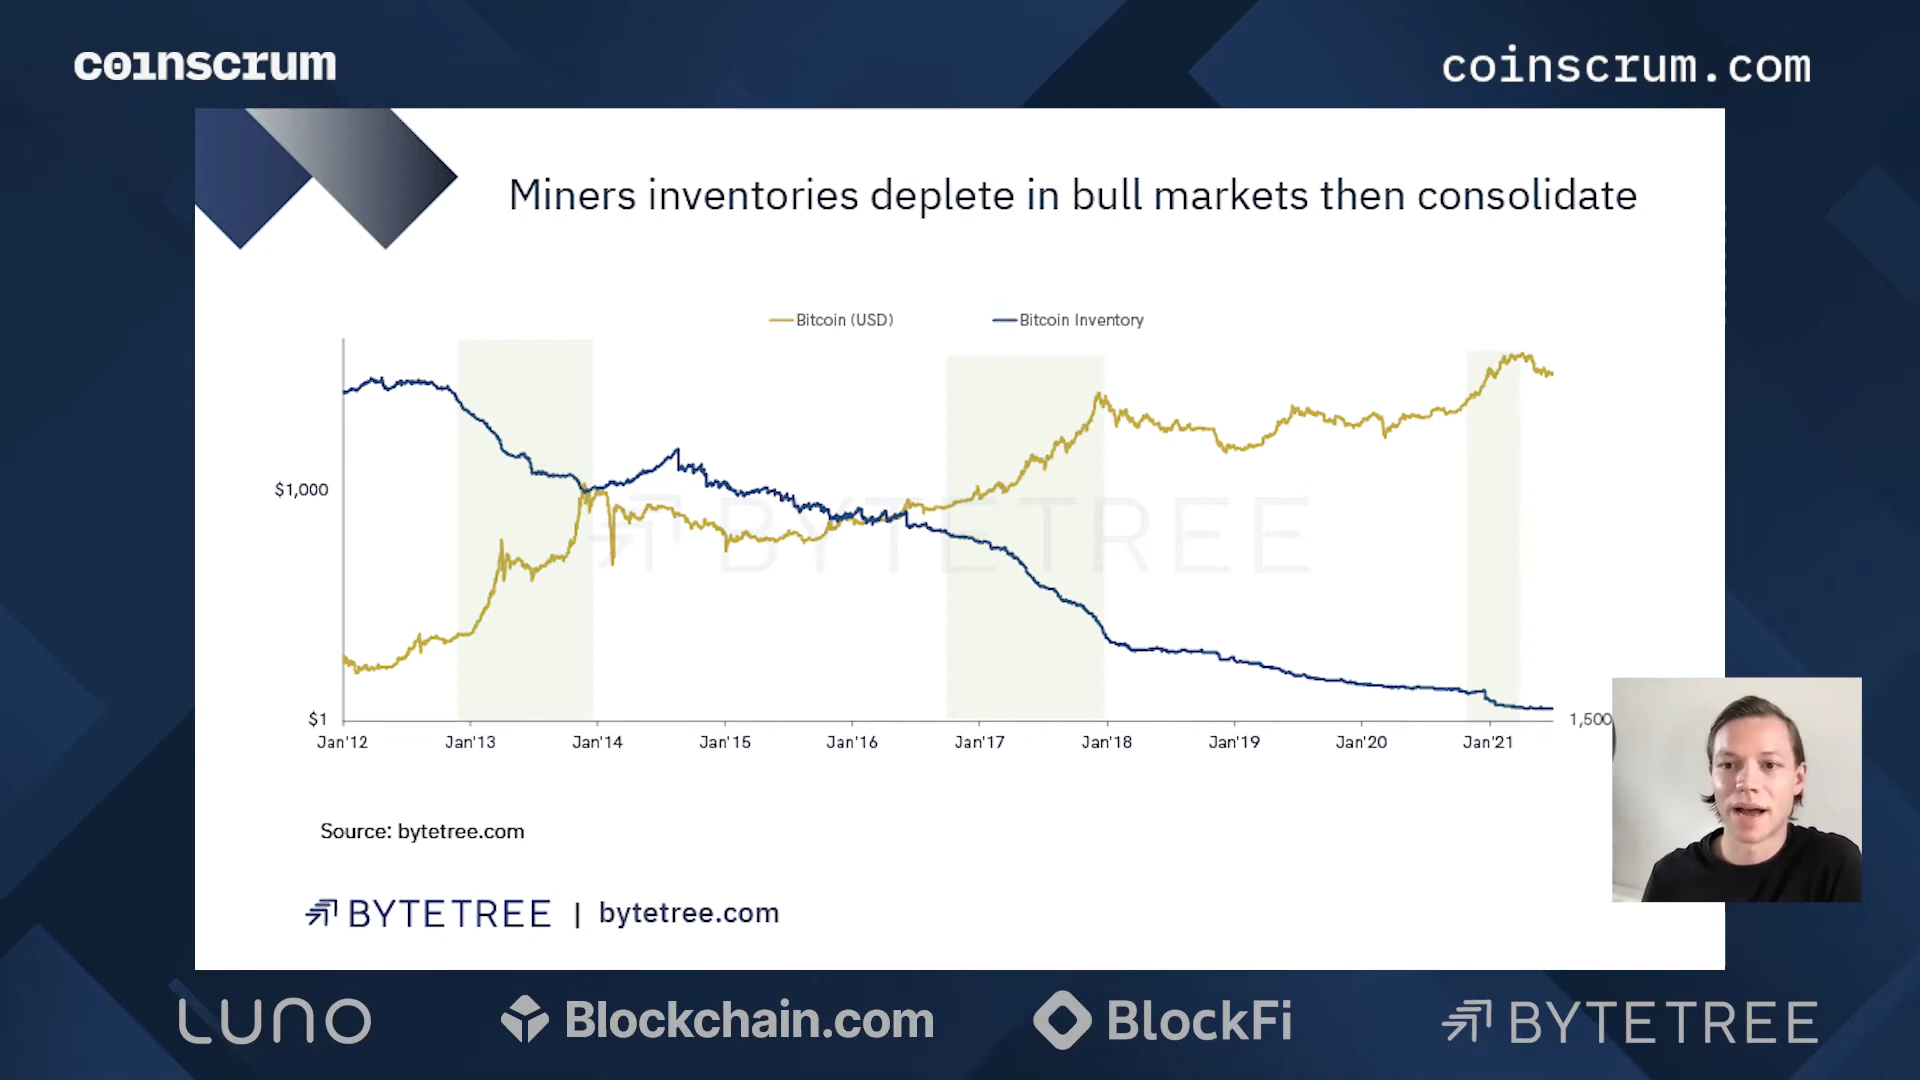 coinscrum
coinscrum.com
Miners inventories deplete in bull markets then consolidate
Bitcoin (USD)
Bitcoin Inventory
$1,000
BYTETREE
$1
1,500
Jan'12
Jan'13
Jan'14
Jan'15
Jan'16
Jan'17
Jan'18
Jan'19
Jan'20
Jan'21
Source: bytetree.com
BYTETREE | bytetree.com
LUNO
Blockchain.com
BlockFi
BYTETREE